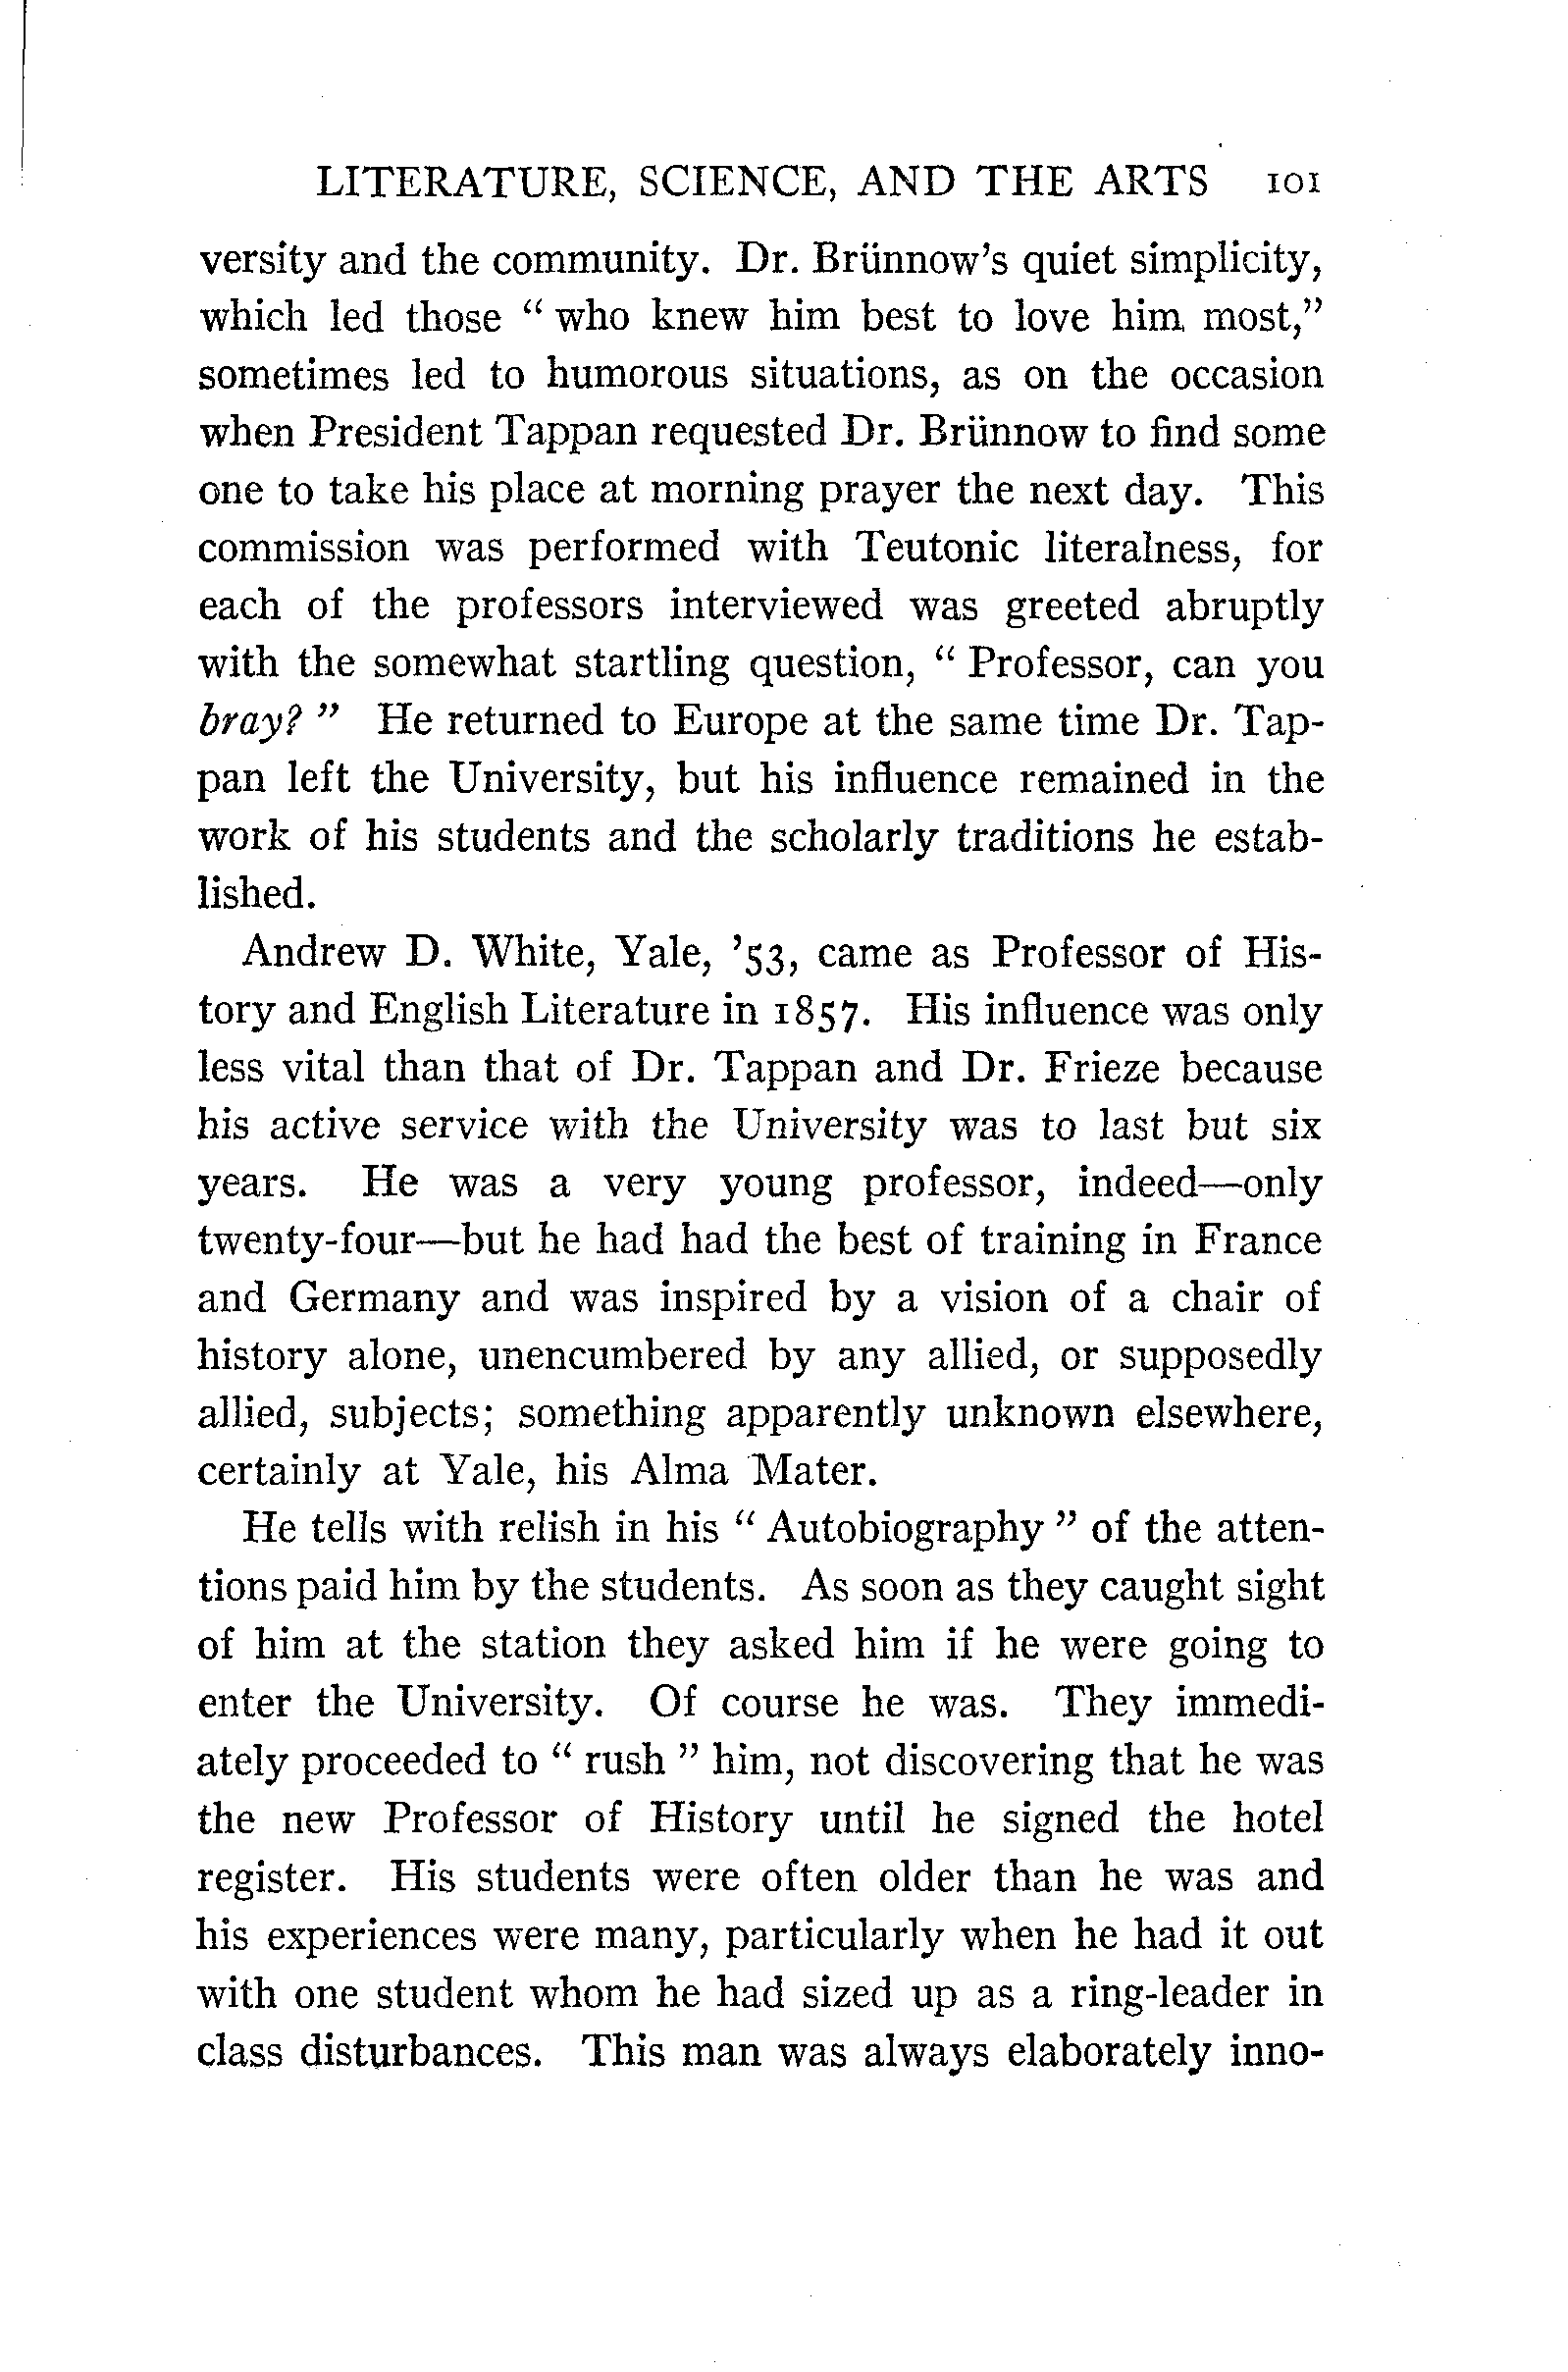 LITERATURE, SCIENCE, AND THE ARTS 101
versity and the community. Dr. Brünnow's quiet simplicity,
which led those " who knew him best to love him most,"
sometimes led to humorous situations, as on the occasion
when President Tappan requested Dr. Brünnow to find some
one to take his place at morning prayer the next day. This
commission was performed with Teutonic literalness, for
each of the professors interviewed was greeted abruptly
with the somewhat startling question, " Professor, can you
bray? " He returned to Europe at the same time Dr. Tap-
pan left the University, but his influence remained in the
work of his students and the scholarly traditions he estab-
lished.
Andrew D. White, Yale, '53, came as Professor of His-
tory and English Literature in 1857. His influence was only
less vital than that of Dr. Tappan and Dr. Frieze because
his active service with the University was to last but six
years. He was a very young professor, indeed—only
twenty-four—but he had had the best of training in France
and Germany and was inspired by a vision of a chair of
history alone, unencumbered by any allied, or supposedly
allied, subjects; something apparently unknown elsewhere,
certainly at Yale, his Alma Mater.
He tells with relish in his " Autobiography " of the atten-
tions paid him by the students. As soon as they caught sight
of him at the station they asked him if he were going to
enter the University. Of course he was. They immedi-
ately proceeded to " rush " him, not discovering that he was
the new Professor of History until he signed the hotel
register. His students were often older than he was and
his experiences were many, particularly when he had it out
with one student whom he had sized up as a ring-leader in
class disturbances. This man was always elaborately inno-